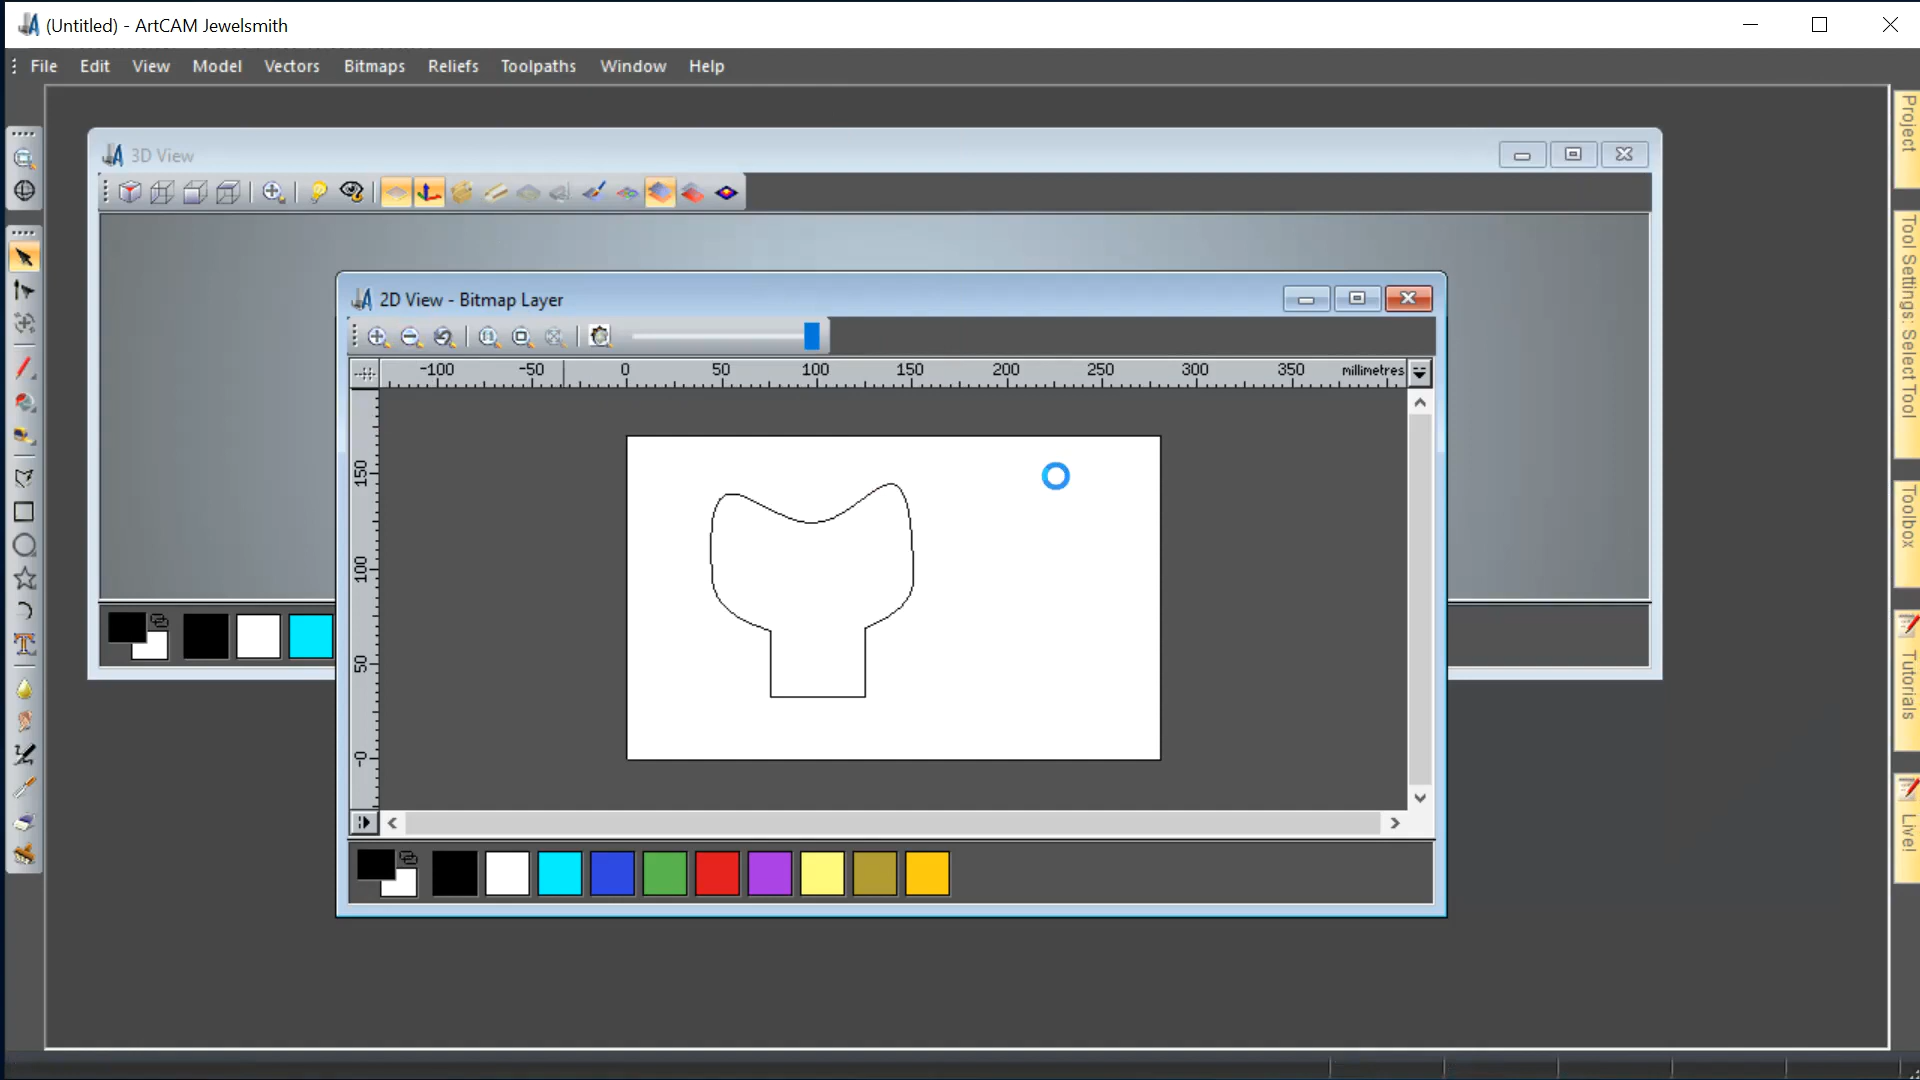 (Untitled) - ArtCAM Jewelsmith
File Edit View Model Vectors Bitmaps Reliefs Toolpaths Window Help
3D View
2D View - Bitmap Layer
-100 -50 0 50 100 150 200 250 300 350 millimetres
150
100
50
-0
Project
Tool Settings: Select Tool
Toolbox
Tutorials
Live!